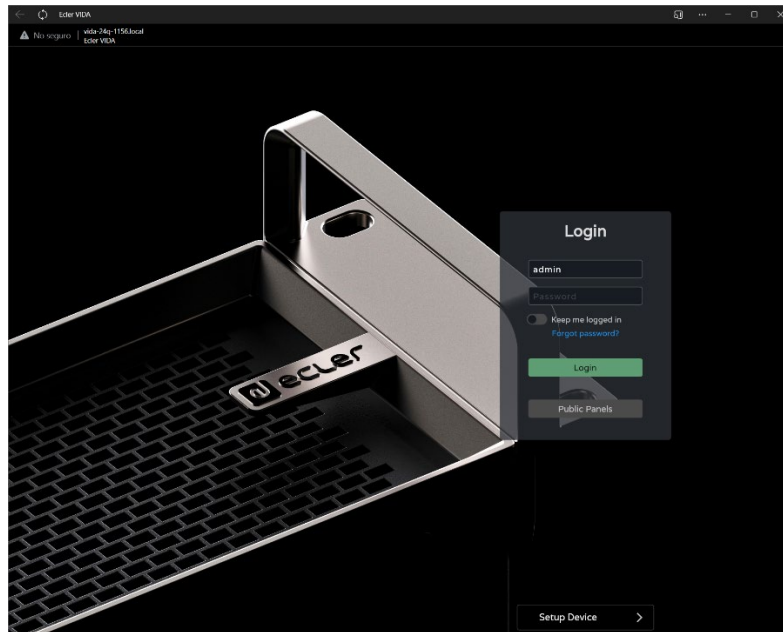 Ecler VIDA
No seguro
vida-24q-1156.local
Ecler VIDA
ecler
Login
admin
Password
Keep me logged in
Forgot password?
Login
Public Panels
Setup Device